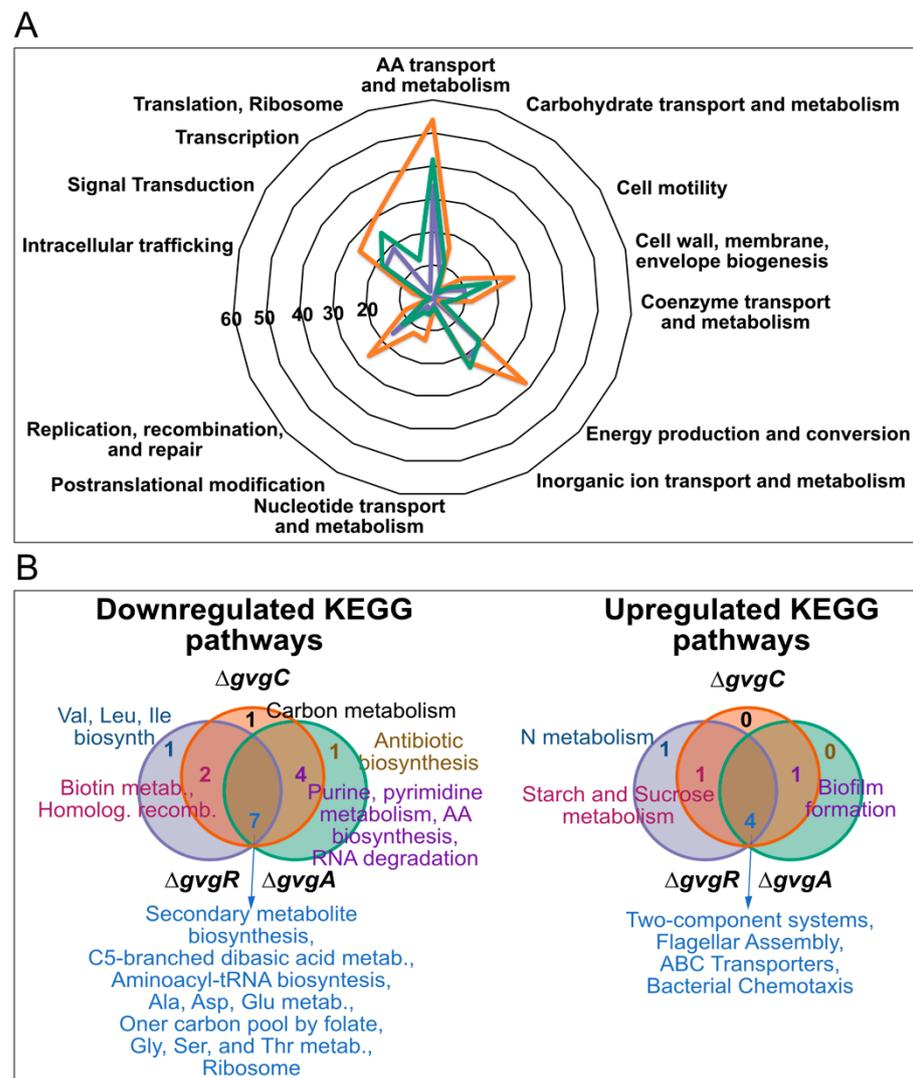 A
AA transport
and metabolism
Translation, Ribosome
Carbohydrate transport and metabolism
Transcription
Signal Transduction
Cell motility
Intracellular trafficking
Cell wall, membrane,
envelope biogenesis
Coenzyme transport
and metabolism
60 50 40 30 20
Replication, recombination,
and repair
Energy production and conversion
Postranslational modification
Inorganic ion transport and metabolism
Nucleotide transport
and metabolism
B
Downregulated KEGG
pathways
ΔgvgC
Val, Leu, Ile
biosynth.
1
1
Carbon metabolism
1
Antibiotic
biosynthesis
2
4
Biotin metab.,
Homolog. recomb.
Purine, pyrimidine
metabolism, AA
biosynthesis,
RNA degradation
7
ΔgvgR
ΔgvgA
Secondary metabolite
biosynthesis,
C5-branched dibasic acid metab.,
Aminoacyl-tRNA biosyntesis,
Ala, Asp, Glu metab.,
Oner carbon pool by folate,
Gly, Ser, and Thr metab.,
Ribosome
Upregulated KEGG
pathways
ΔgvgC
0
N metabolism
1
0
1
1
Starch and Sucrose
metabolism
Biofilm
formation
4
ΔgvgR
ΔgvgA
Two-component systems,
Flagellar Assembly,
ABC Transporters,
Bacterial Chemotaxis